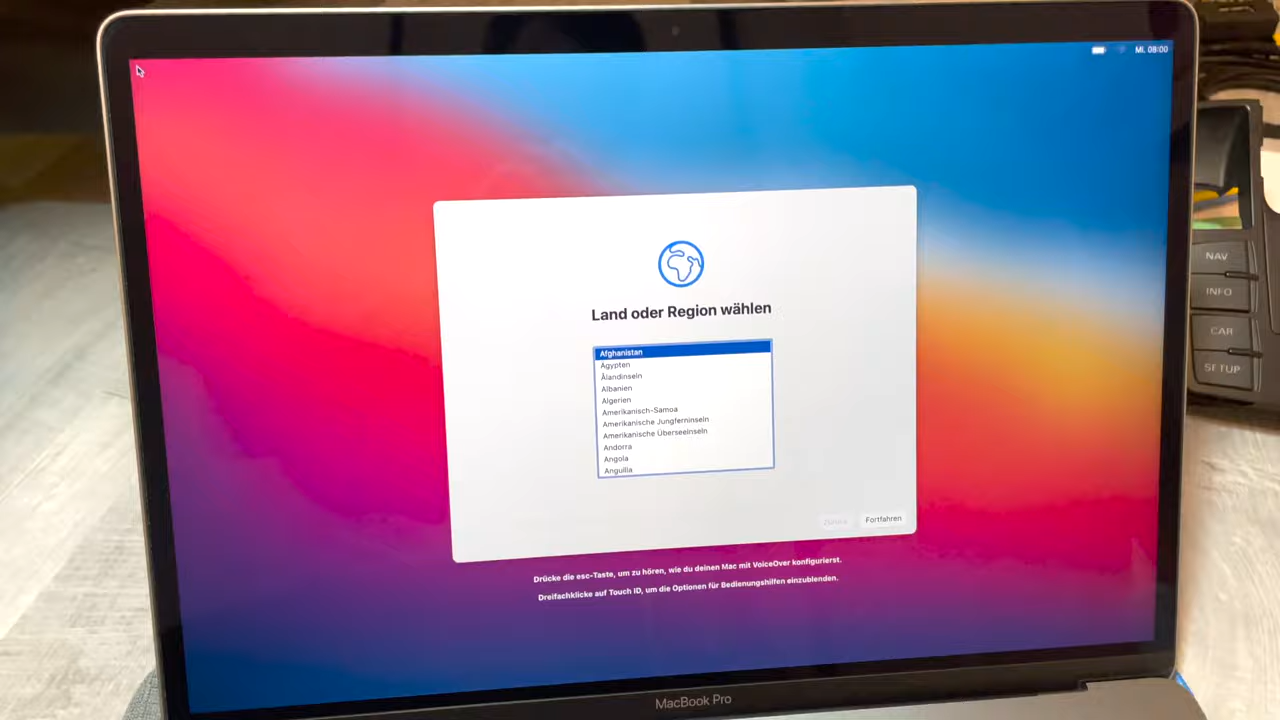 MI. 08:00
Land oder Region wählen
Afghanistan
Ägypten
Ålandinseln
Albanien
Algerien
Amerikanisch-Samoa
Amerikanische Jungferninseln
Amerikanische Überseeinseln
Andorra
Angola
Anguilla
Zurück
Fortfahren
Drücke die esc-Taste, um zu hören, wie du deinen Mac mit VoiceOver konfigurierst.
Dreifachklicke auf Touch ID, um die Optionen für Bedienungshilfen einzublenden.
MacBook Pro
NAV
INFO
CAR
SETUP